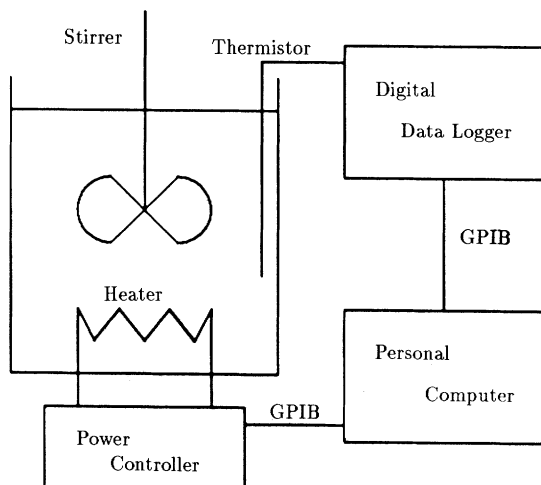 Stirrer
Thermistor
Digital
Data Logger
GPIB
Heater
Personal
Computer
GPIB
Power
Controller